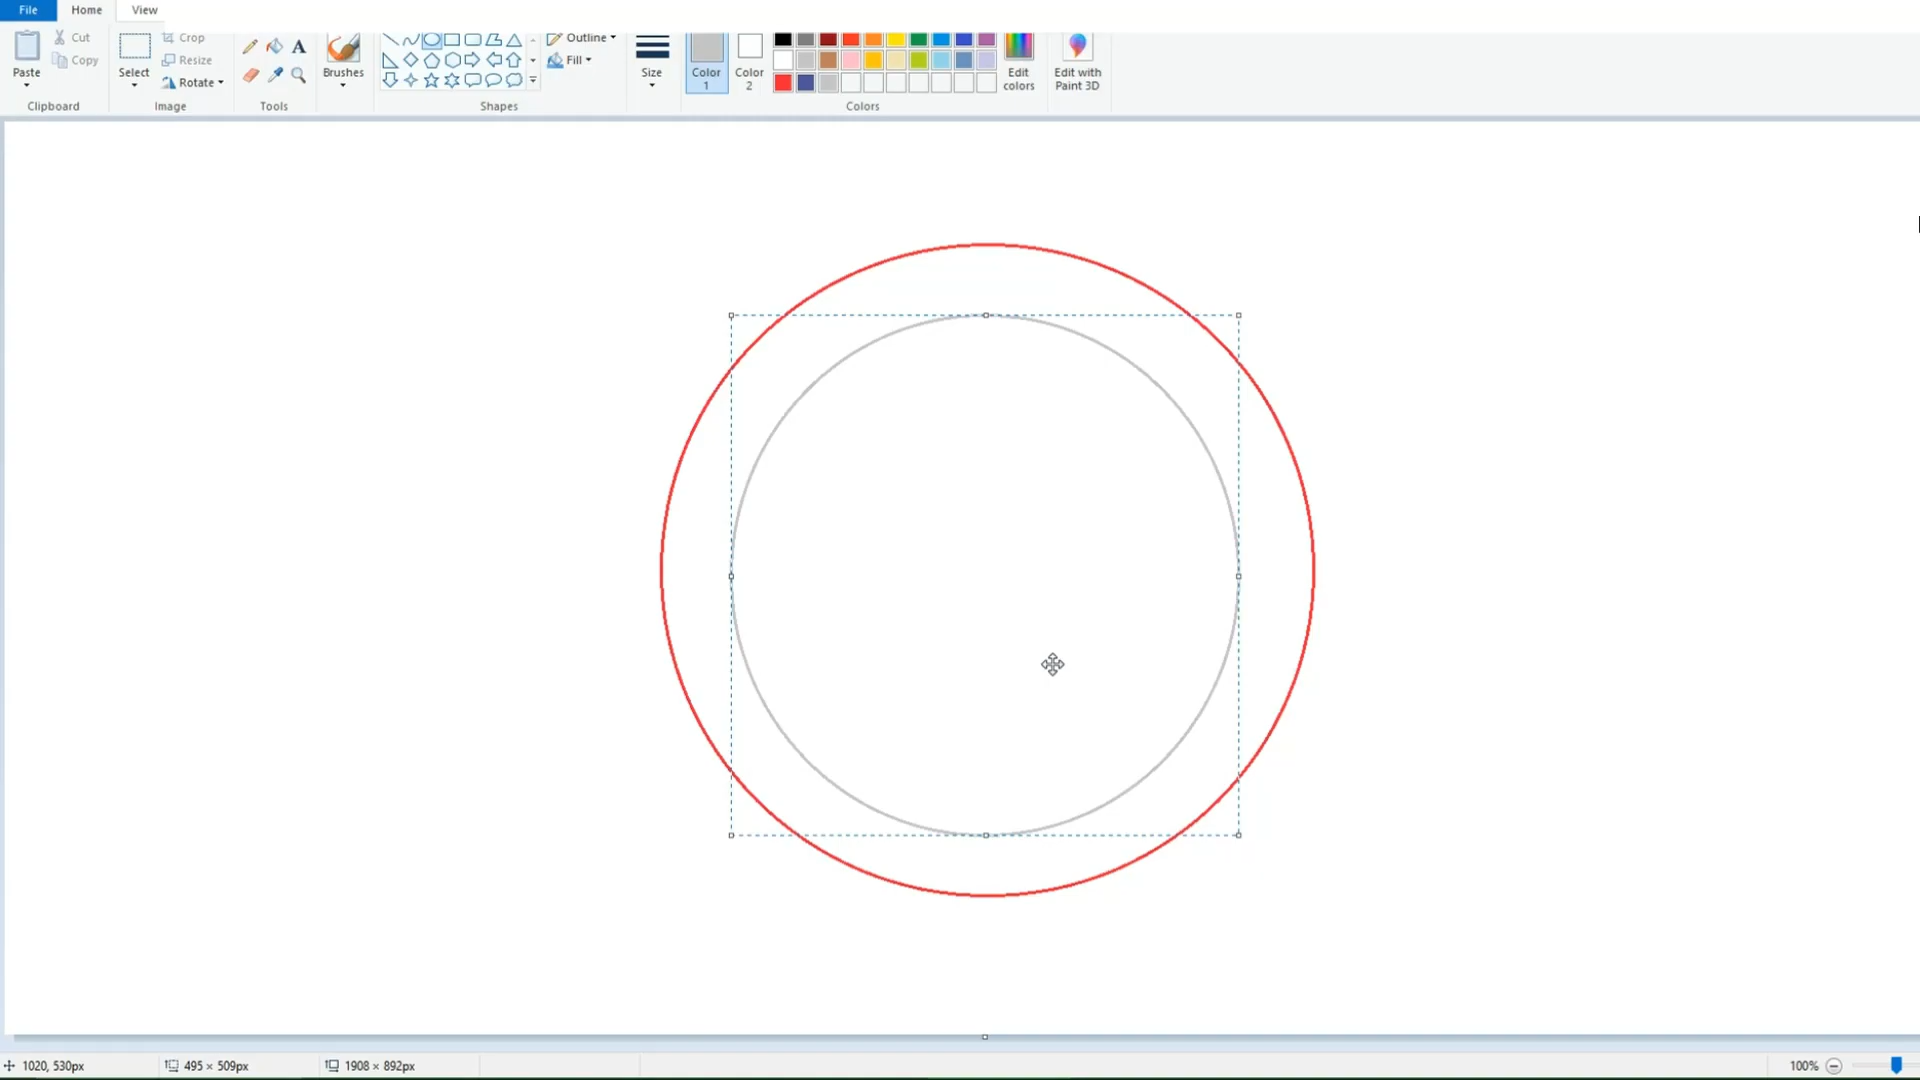 File Home View
Cut Crop Outline
Copy Resize Fill
Paste Select Rotate Brushes Size Color 1 Color 2 Edit colors Edit with Paint 3D
Clipboard Image Tools Shapes Colors
A
1020, 530px 495 × 509px 1908 × 892px 100%